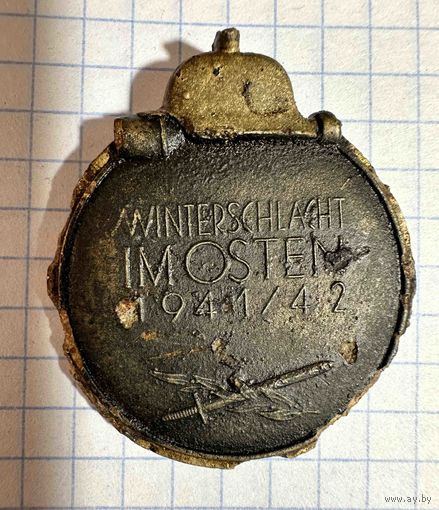 WINTERSCHLACHT
IM OSTEN
1941/42
www.ay.by